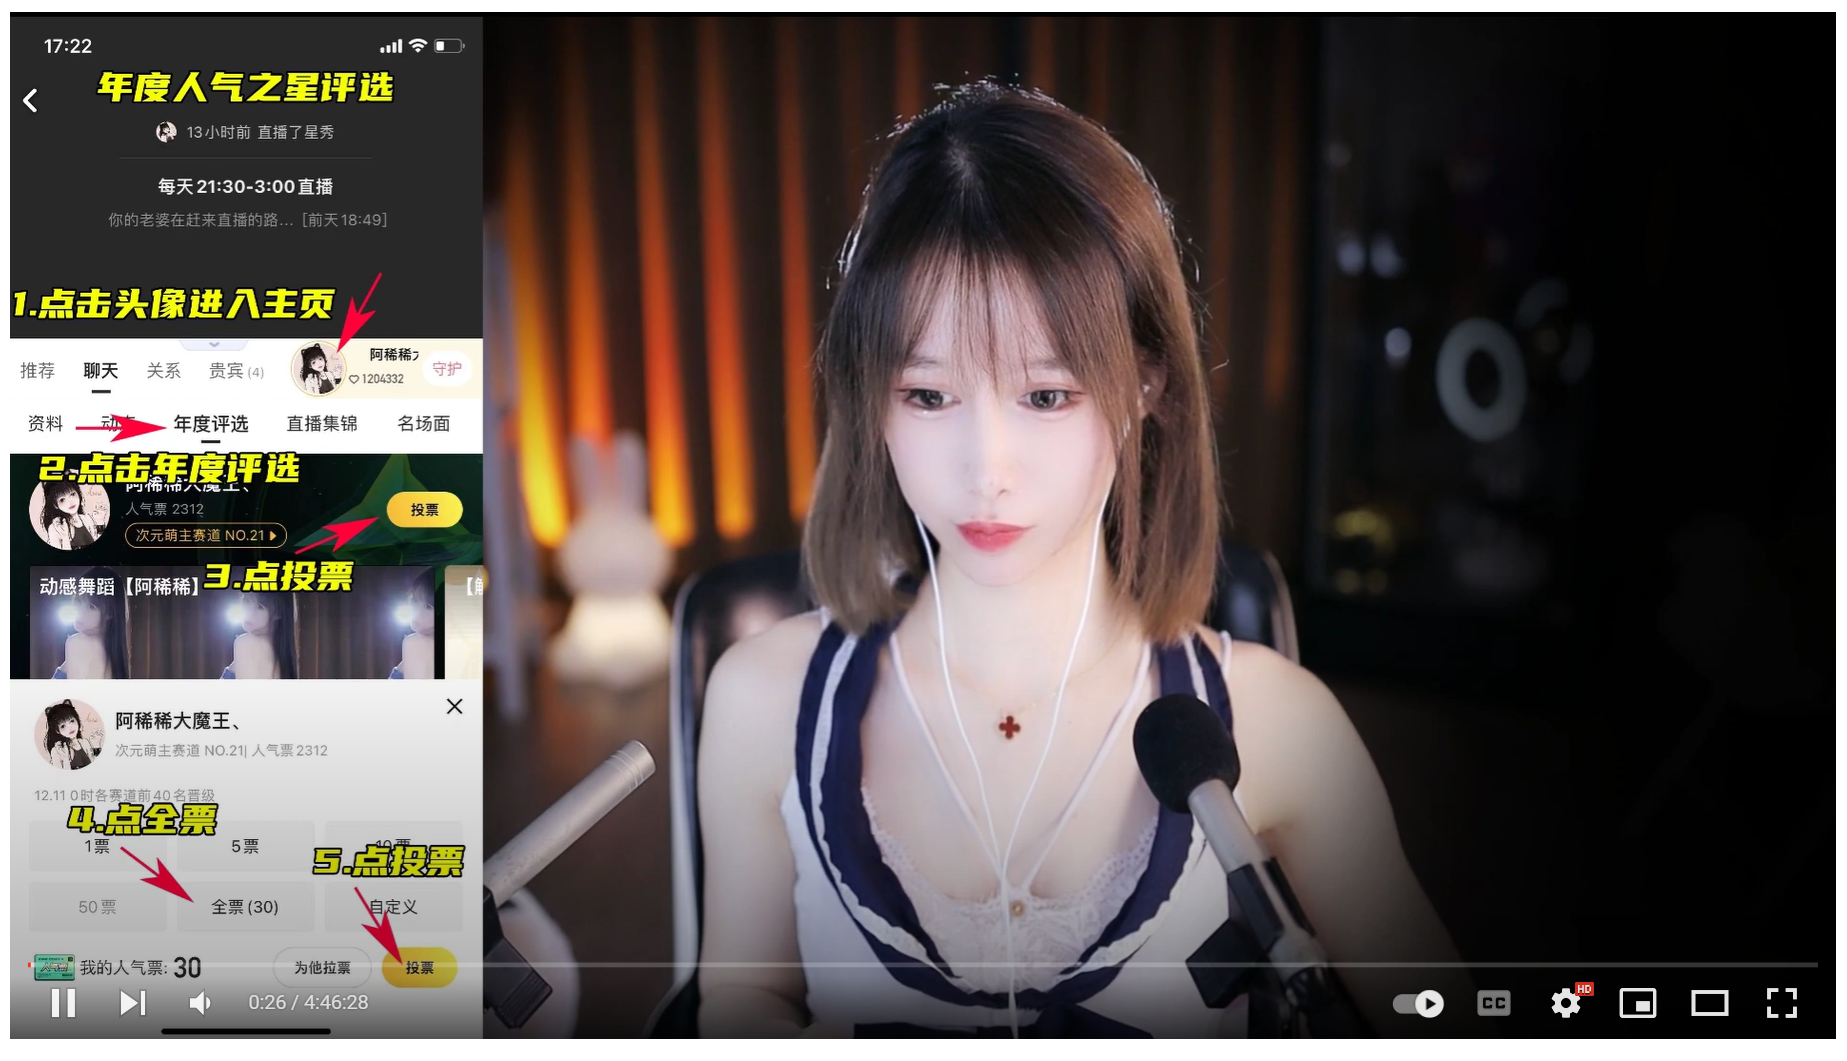 17:22
年度人气之星评选
13小时前 直播了星秀
每天21:30-3:00直播
你的老婆在赶来直播的路... [前天18:49]
1.点击头像进入主页
推荐 聊天 关系 贵宾(4)
阿稀稀
1204332
守护
资料 动 年度评选 直播集锦 名场面
2.点击年度评选
阿稀稀大魔王、
人气票 2312
投票
次元萌主赛道 NO.21
3.点投票
动感舞蹈【阿稀稀】
阿稀稀大魔王、
次元萌主赛道 NO.21| 人气票2312
12.11 0时各赛道前40名晋级
4.点全票
1票 5票 10票
5.点投票
50票 全票(30) 自定义
我的人气票: 30
为他拉票
投票
0:26 / 4:46:28
CC
HD